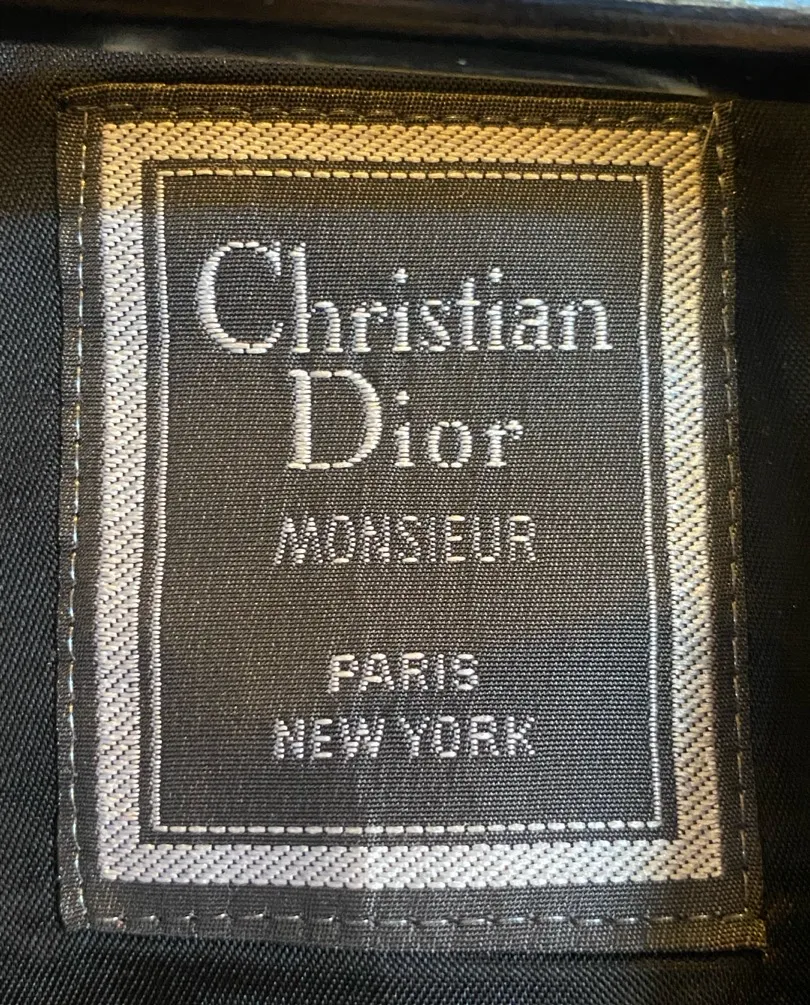 Christian
Dior
MONSIEUR
PARIS
NEW YORK